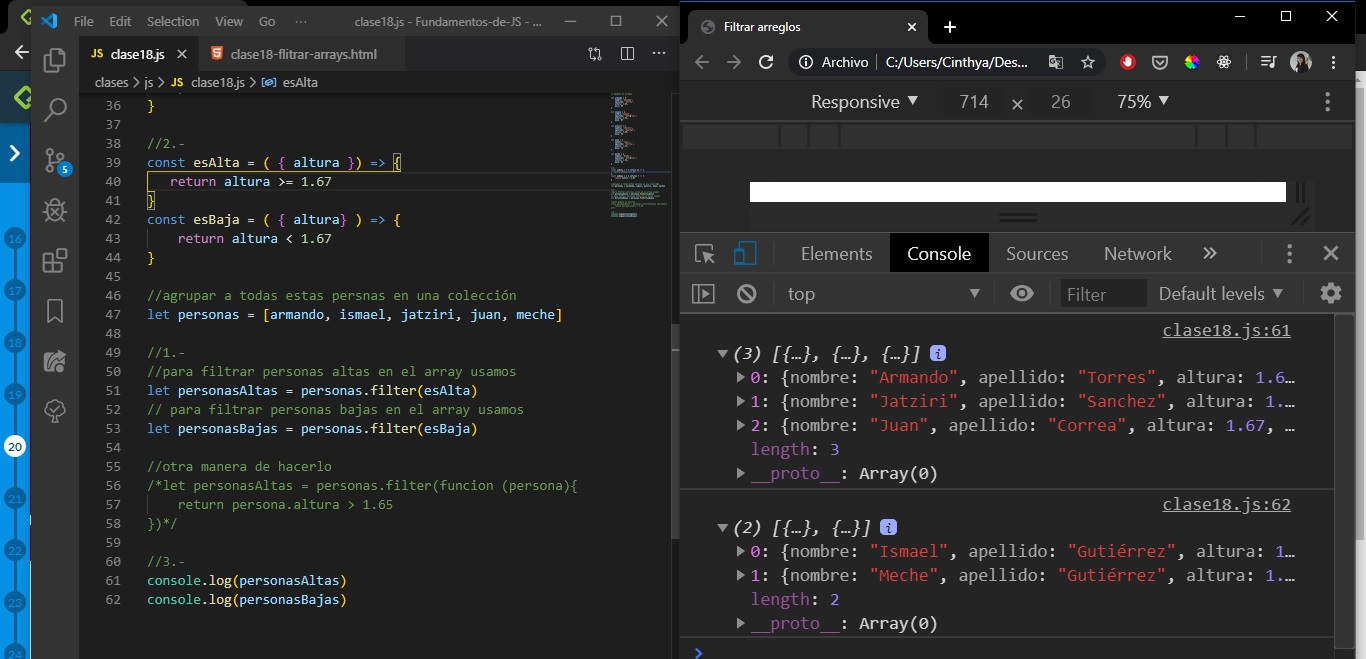 File Edit Selection View Go ··· clase18.js - Fundamentos-de-JS - ...
JS clase18.js clase18-flitrar-arrays.html
clases > js > JS clase18.js > esAlta
36 }
37
38 //2.-
39 const esAlta = ( { altura }) => {
40 return altura >= 1.67
41 }
42 const esBaja = ( { altura} ) => {
43 return altura < 1.67
44 }
45
46 //agrupar a todas estas persnas en una colección
47 let personas = [armando, ismael, jatziri, juan, meche]
48
49 //1.-
50 //para filtrar personas altas en el array usamos
51 let personasAltas = personas.filter(esAlta)
52 // para filtrar personas bajas en el array usamos
53 let personasBajas = personas.filter(esBaja)
54
55 //otra manera de hacerlo
56 /*let personasAltas = personas.filter(funcion (persona){
57 return persona.altura > 1.65
58 })*/
59
60 //3.-
61 console.log(personasAltas)
62 console.log(personasBajas)
5
16
17
18
19
20
21
22
23
24
Filtrar arreglos
Archivo C:/Users/Cinthya/Des...
Responsive 714 × 26 75%
Elements Console Sources Network »
top Filter Default levels
clase18.js:61
(3) [{…}, {…}, {…}] i
0: {nombre: "Armando", apellido: "Torres", altura: 1.6…
1: {nombre: "Jatziri", apellido: "Sanchez", altura: 1.…
2: {nombre: "Juan", apellido: "Correa", altura: 1.67, …
length: 3
__proto__: Array(0)
clase18.js:62
(2) [{…}, {…}] i
0: {nombre: "Ismael", apellido: "Gutiérrez", altura: 1…
1: {nombre: "Meche", apellido: "Gutiérrez", altura: 1.…
length: 2
__proto__: Array(0)
>